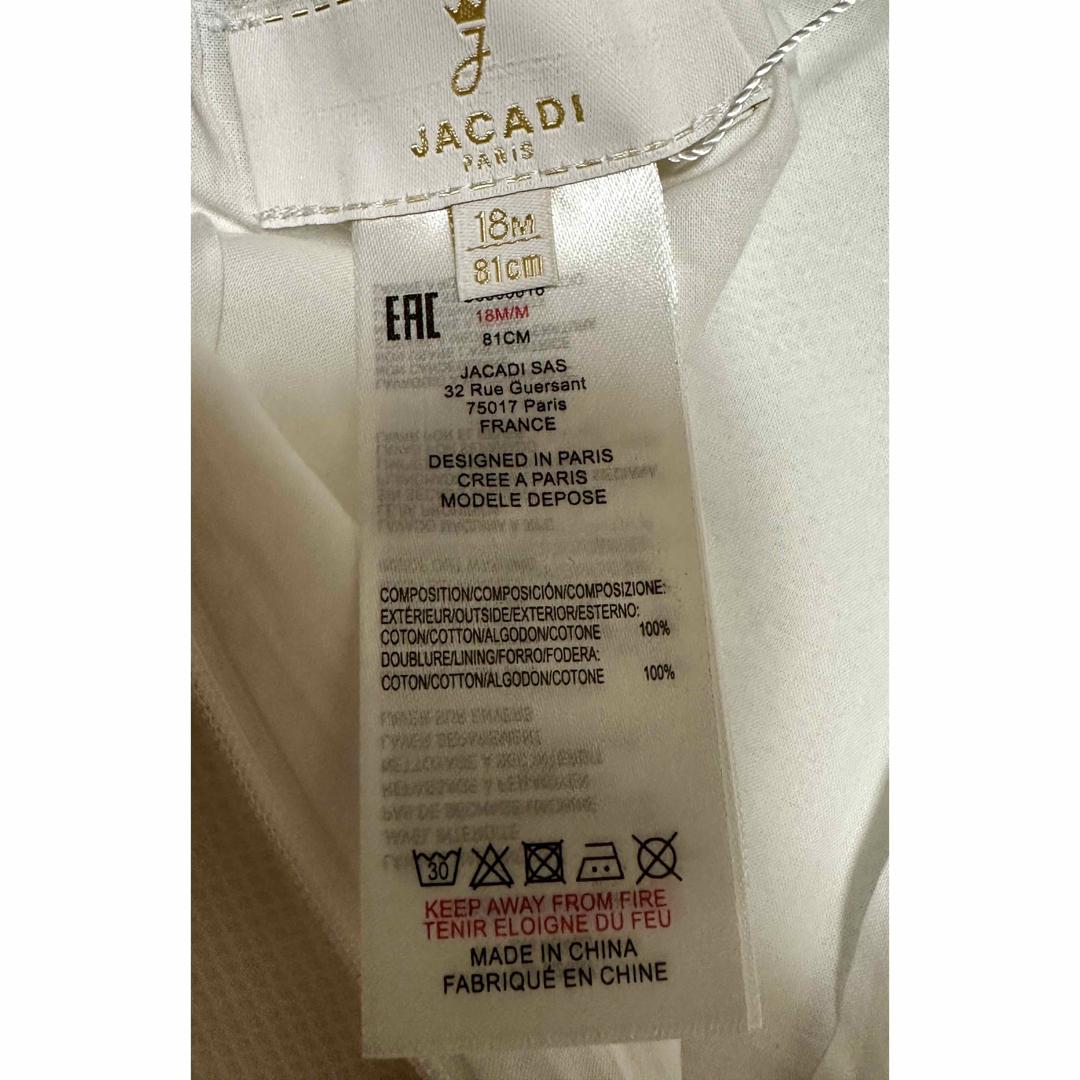 J
JACADI
PARIS
18M
81cm
EAC
18M/M
81CM
JACADI SAS
32 Rue Guersant
75017 Paris
FRANCE
DESIGNED IN PARIS
CREE A PARIS
MODELE DEPOSE
COMPOSITION/COMPOSICIÓN/COMPOSIZIONE:
EXTÉRIEUR/OUTSIDE/EXTERIOR/ESTERNO:
COTON/COTTON/ALGODON/COTONE 100%
DOUBLURE/LINING/FORRO/FODERA:
COTON/COTTON/ALGODON/COTONE 100%
30
KEEP AWAY FROM FIRE
TENIR ELOIGNE DU FEU
MADE IN CHINA
FABRIQUÉ EN CHINE